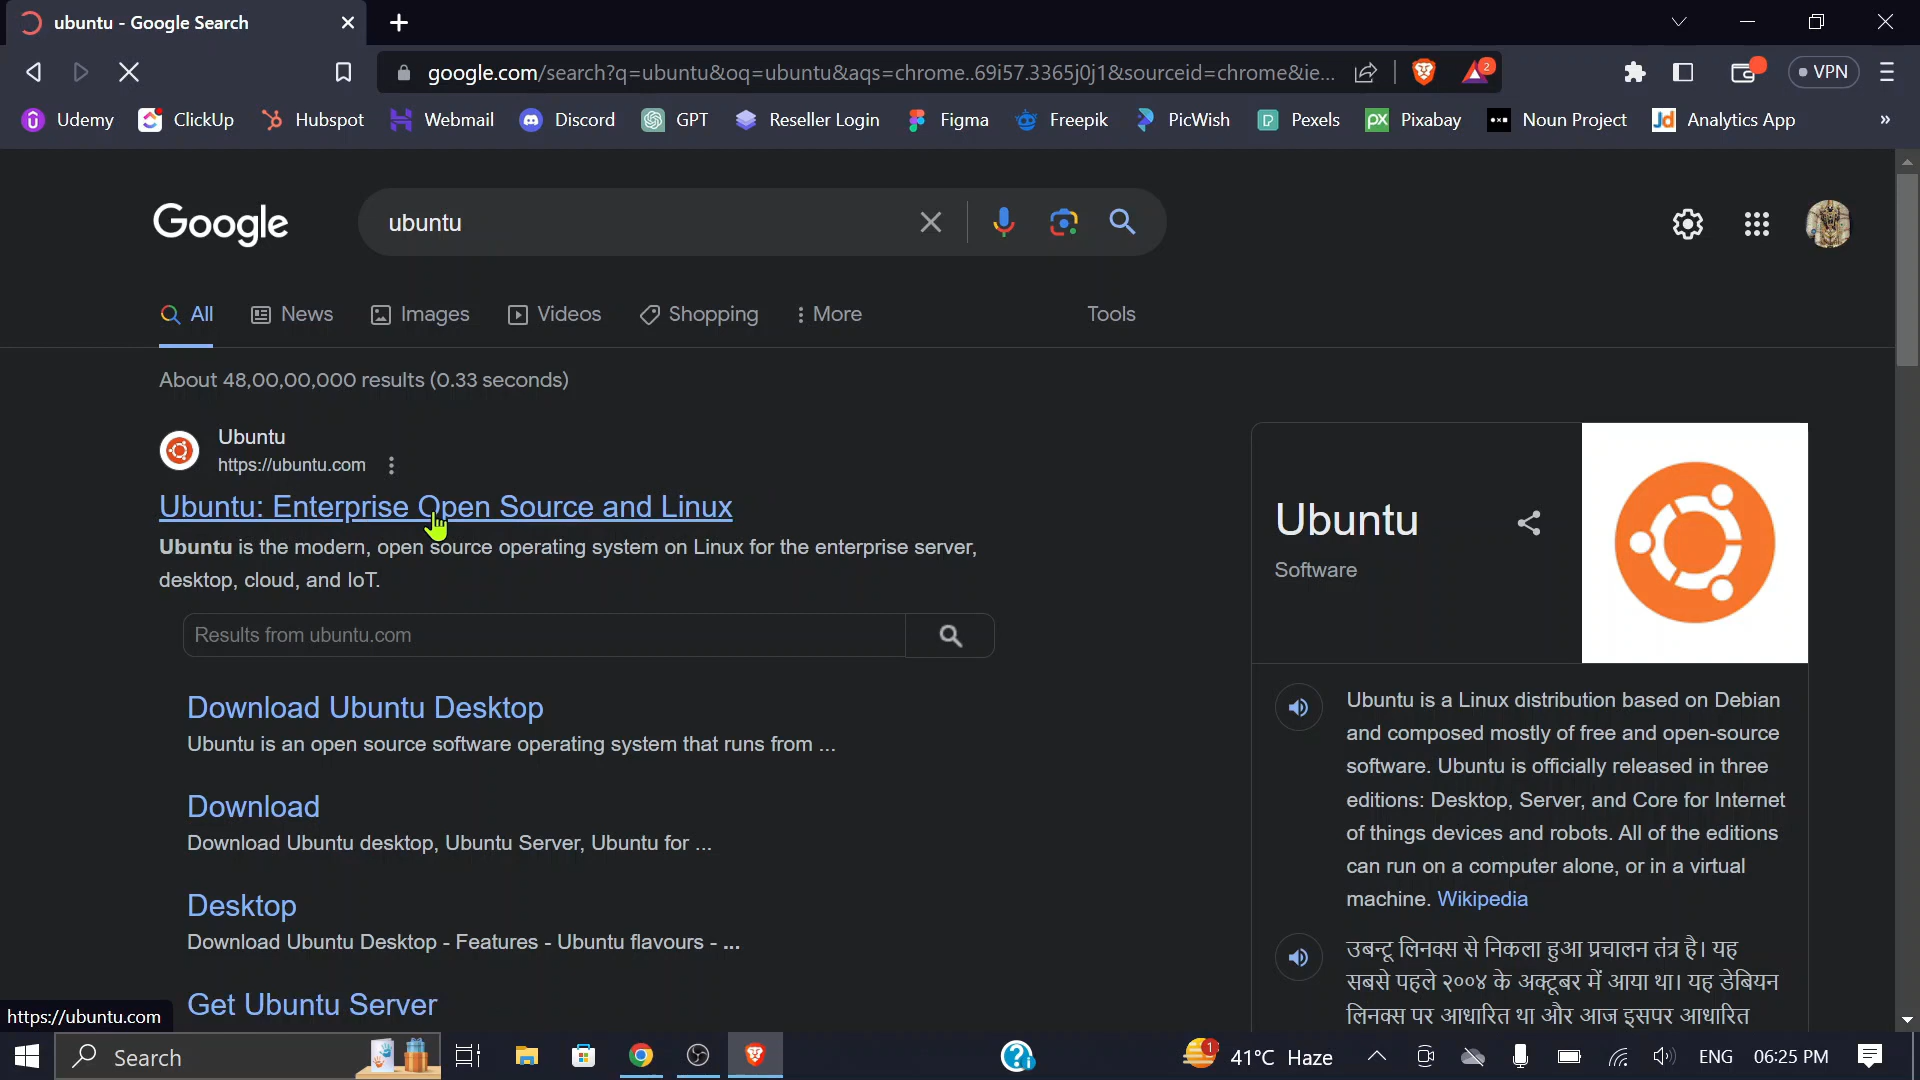 ubuntu - Google Search
google.com/search?q=ubuntu&oq=ubuntu&aqs=chrome..69i57.3365j0j1&sourceid=chrome&ie...
2
VPN
Udemy ClickUp Hubspot Webmail Discord GPT Reseller Login Figma Freepik PicWish Pexels Pixabay Noun Project Analytics App »
Google
ubuntu
All News Images Videos Shopping More Tools
About 48,00,00,000 results (0.33 seconds)
Ubuntu
https://ubuntu.com
Ubuntu: Enterprise Open Source and Linux
Ubuntu is the modern, open source operating system on Linux for the enterprise server,
desktop, cloud, and IoT.
Results from ubuntu.com
Download Ubuntu Desktop
Ubuntu is an open source software operating system that runs from ...
Download
Download Ubuntu desktop, Ubuntu Server, Ubuntu for ...
Desktop
Download Ubuntu Desktop - Features - Ubuntu flavours - ...
Get Ubuntu Server
Ubuntu
Software
Ubuntu is a Linux distribution based on Debian
and composed mostly of free and open-source
software. Ubuntu is officially released in three
editions: Desktop, Server, and Core for Internet
of things devices and robots. All of the editions
can run on a computer alone, or in a virtual
machine. Wikipedia
उबन्टू लिनक्स से निकला हुआ प्रचालन तंत्र है। यह
सबसे पहले २००४ के अक्टूबर में आया था। यह डेबियन
लिनक्स पर आधारित था और आज इसपर आधारित
https://ubuntu.com
Search
1
41°C Haze
ENG
06:25 PM